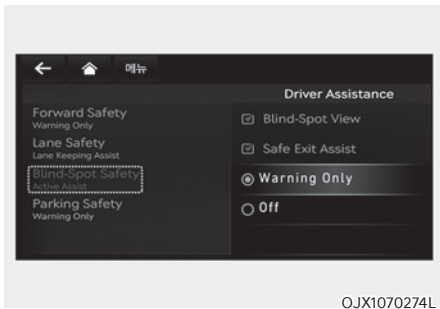 메뉴
Driver Assistance
Forward Safety
Warning Only
Lane Safety
Lane Keeping Assist
Blind-Spot Safety
Active Assist
Parking Safety
Warning Only
Blind-Spot View
Safe Exit Assist
Warning Only
Off
OJX1070274L